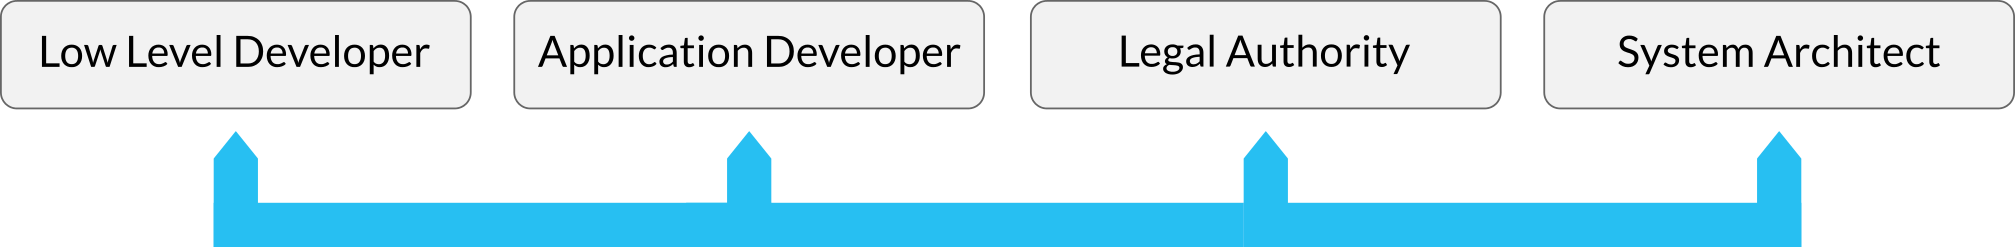 Low Level Developer
Application Developer
Legal Authority
System Architect